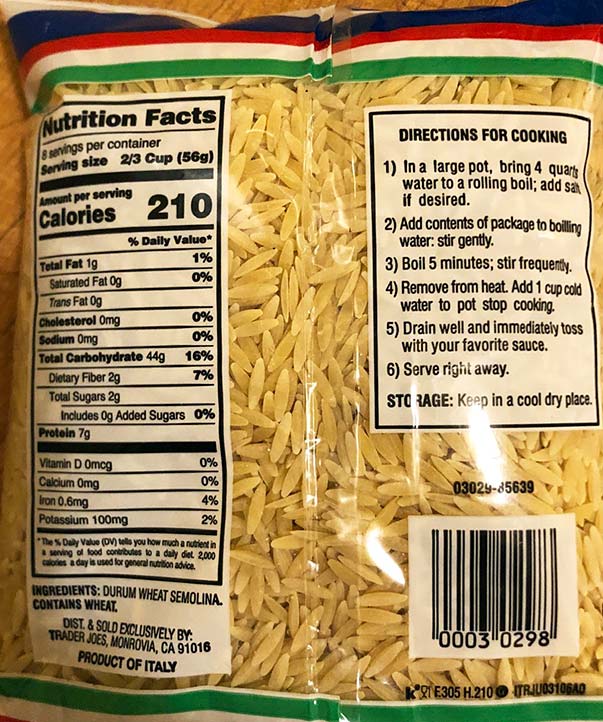 Nutrition Facts
8 servings per container
Serving size 2/3 Cup (56g)
Amount per serving
Calories 210
% Daily Value*
Total Fat 1g 1%
Saturated Fat 0g 0%
Trans Fat 0g
Cholesterol 0mg 0%
Sodium 0mg 0%
Total Carbohydrate 44g 16%
Dietary Fiber 2g 7%
Total Sugars 2g
Includes 0g Added Sugars 0%
Protein 7g
Vitamin D 0mcg 0%
Calcium 0mg 0%
Iron 0.6mg 4%
Potassium 100mg 2%
*The % Daily Value (DV) tells you how much a nutrient in
a serving of food contributes to a daily diet. 2,000
calories a day is used for general nutrition advice.
INGREDIENTS: DURUM WHEAT SEMOLINA.
CONTAINS WHEAT.
DIST. & SOLD EXCLUSIVELY BY:
TRADER JOES, MONROVIA, CA 91016
PRODUCT OF ITALY
DIRECTIONS FOR COOKING
1) In a large pot, bring 4 quarts
water to a rolling boil; add salt,
if desired.
2) Add contents of package to boilling
water: stir gently.
3) Boil 5 minutes; stir frequently.
4) Remove from heat. Add 1 cup cold
water to pot stop cooking.
5) Drain well and immediately toss
with your favorite sauce.
6) Serve right away.
STORAGE: Keep in a cool dry place.
03029-85639
0003 0298
K E305 H.210 ITRJU03106A0